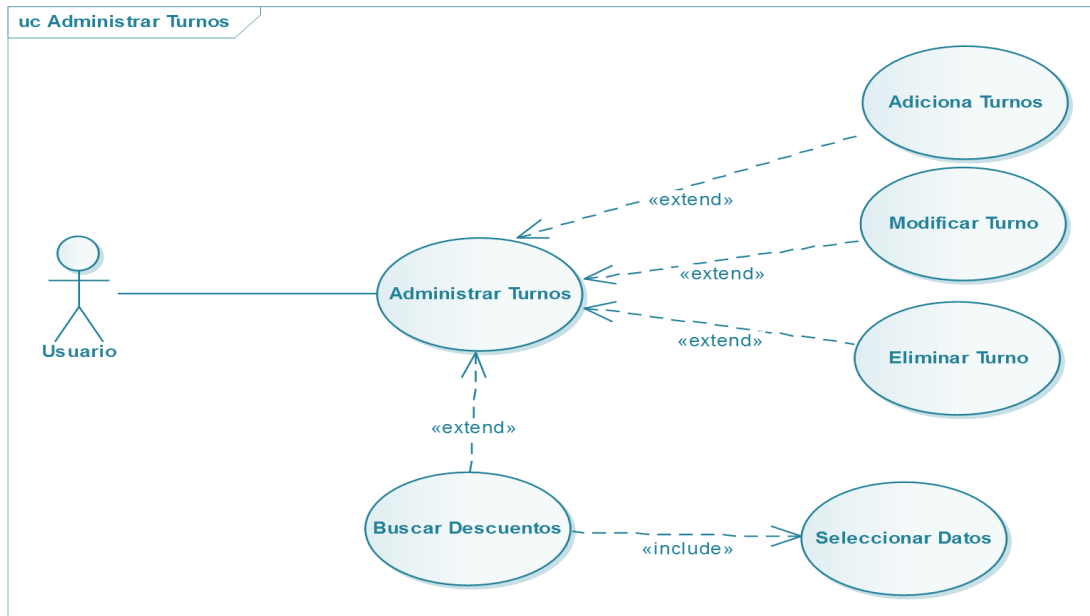 uc Administrar Turnos
Adiciona Turnos
«extend»
Modificar Turno
«extend»
Administrar Turnos
«extend»
Eliminar Turno
Usuario
«extend»
Buscar Descuentos
«include»
Seleccionar Datos